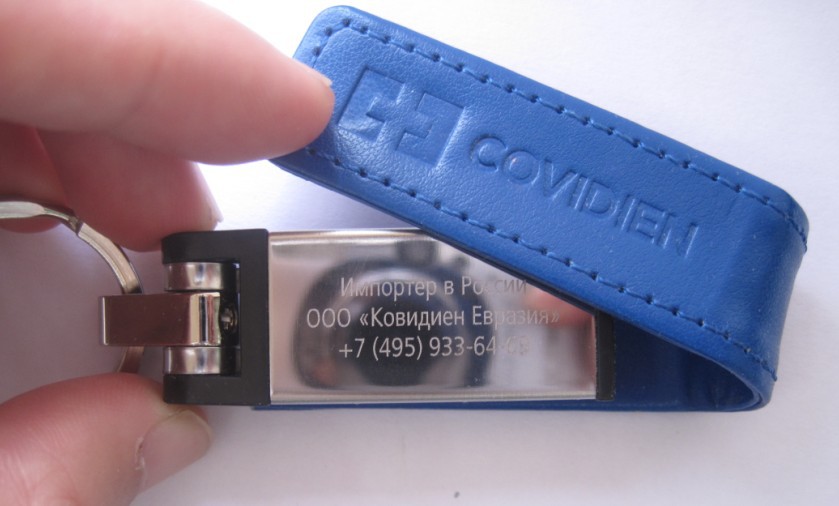 COVIDIEN
Импортер в России
ООО «Ковидиен Евразия»
+7 (495) 933-64-